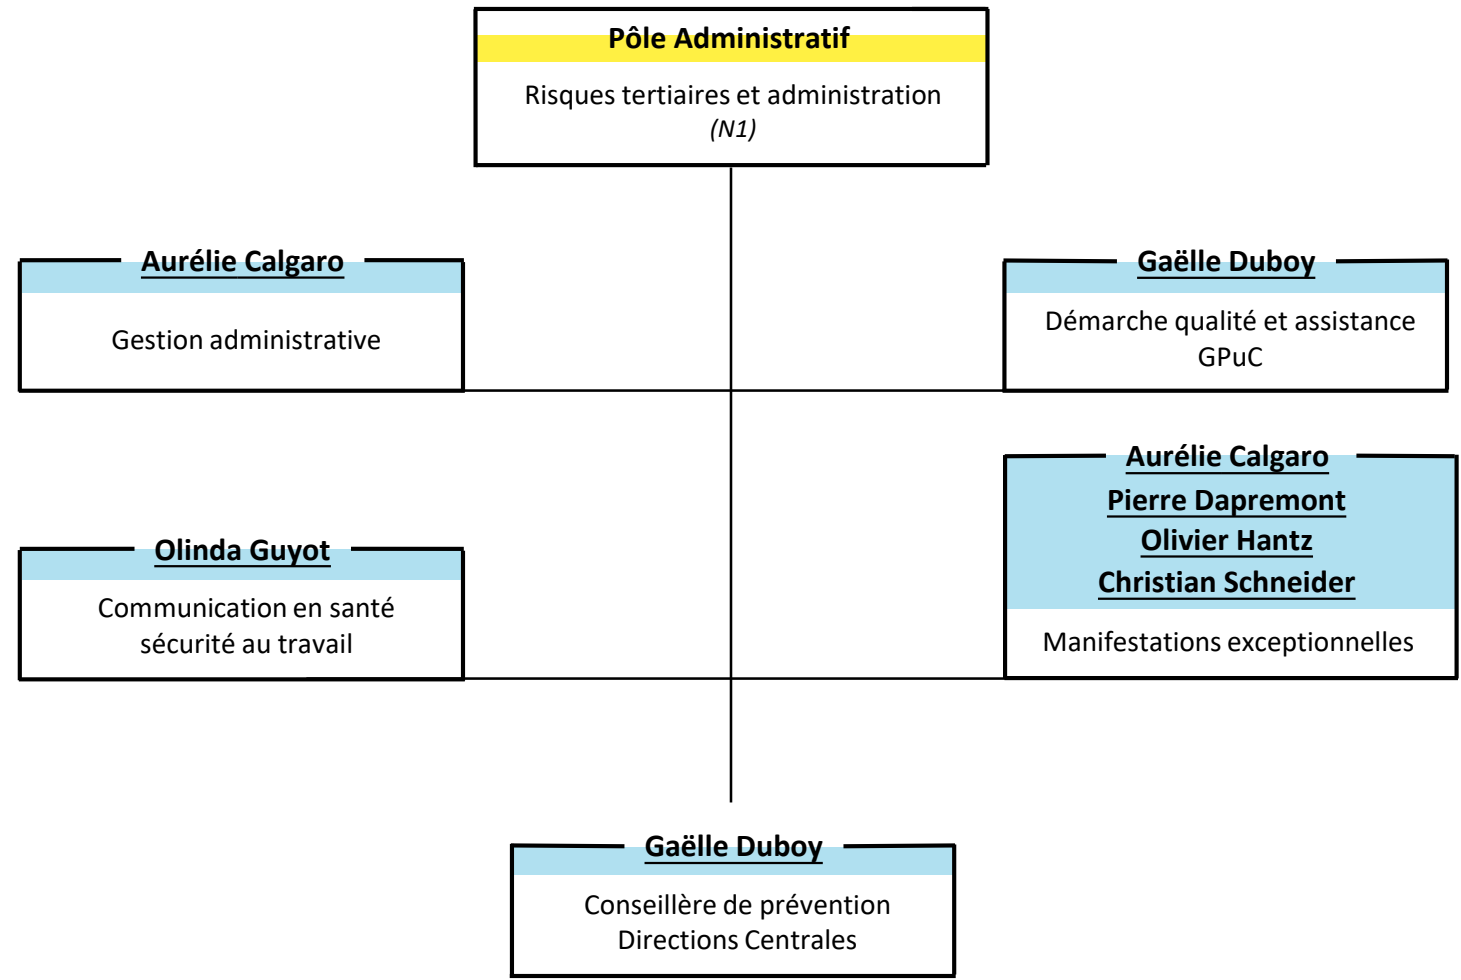 Pôle Administratif
Risques tertiaires et administration
(N1)
Aurélie Calgaro
Gestion administrative
Gaëlle Duboy
Démarche qualité et assistance
GPuC
Olinda Guyot
Communication en santé
sécurité au travail
Aurélie Calgaro
Pierre Dapremont
Olivier Hantz
Christian Schneider
Manifestations exceptionnelles
Gaëlle Duboy
Conseillère de prévention
Directions Centrales